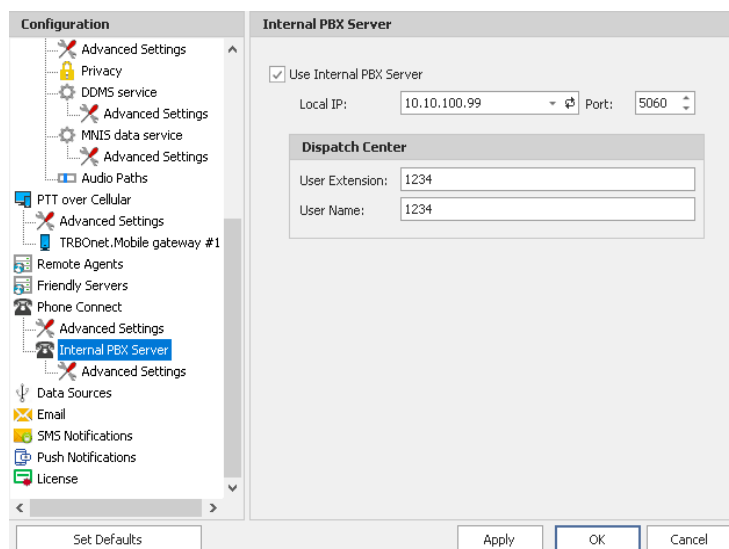 Configuration
Advanced Settings
Privacy
DDMS service
Advanced Settings
MNIS data service
Advanced Settings
Audio Paths
PTT over Cellular
Advanced Settings
TRBOnet.Mobile gateway #1
Remote Agents
Friendly Servers
Phone Connect
Advanced Settings
Internal PBX Server
Advanced Settings
Data Sources
Email
SMS Notifications
Push Notifications
License
Set Defaults
Internal PBX Server
Use Internal PBX Server
Local IP: 10.10.100.99 Port: 5060
Dispatch Center
User Extension: 1234
User Name: 1234
Apply OK Cancel